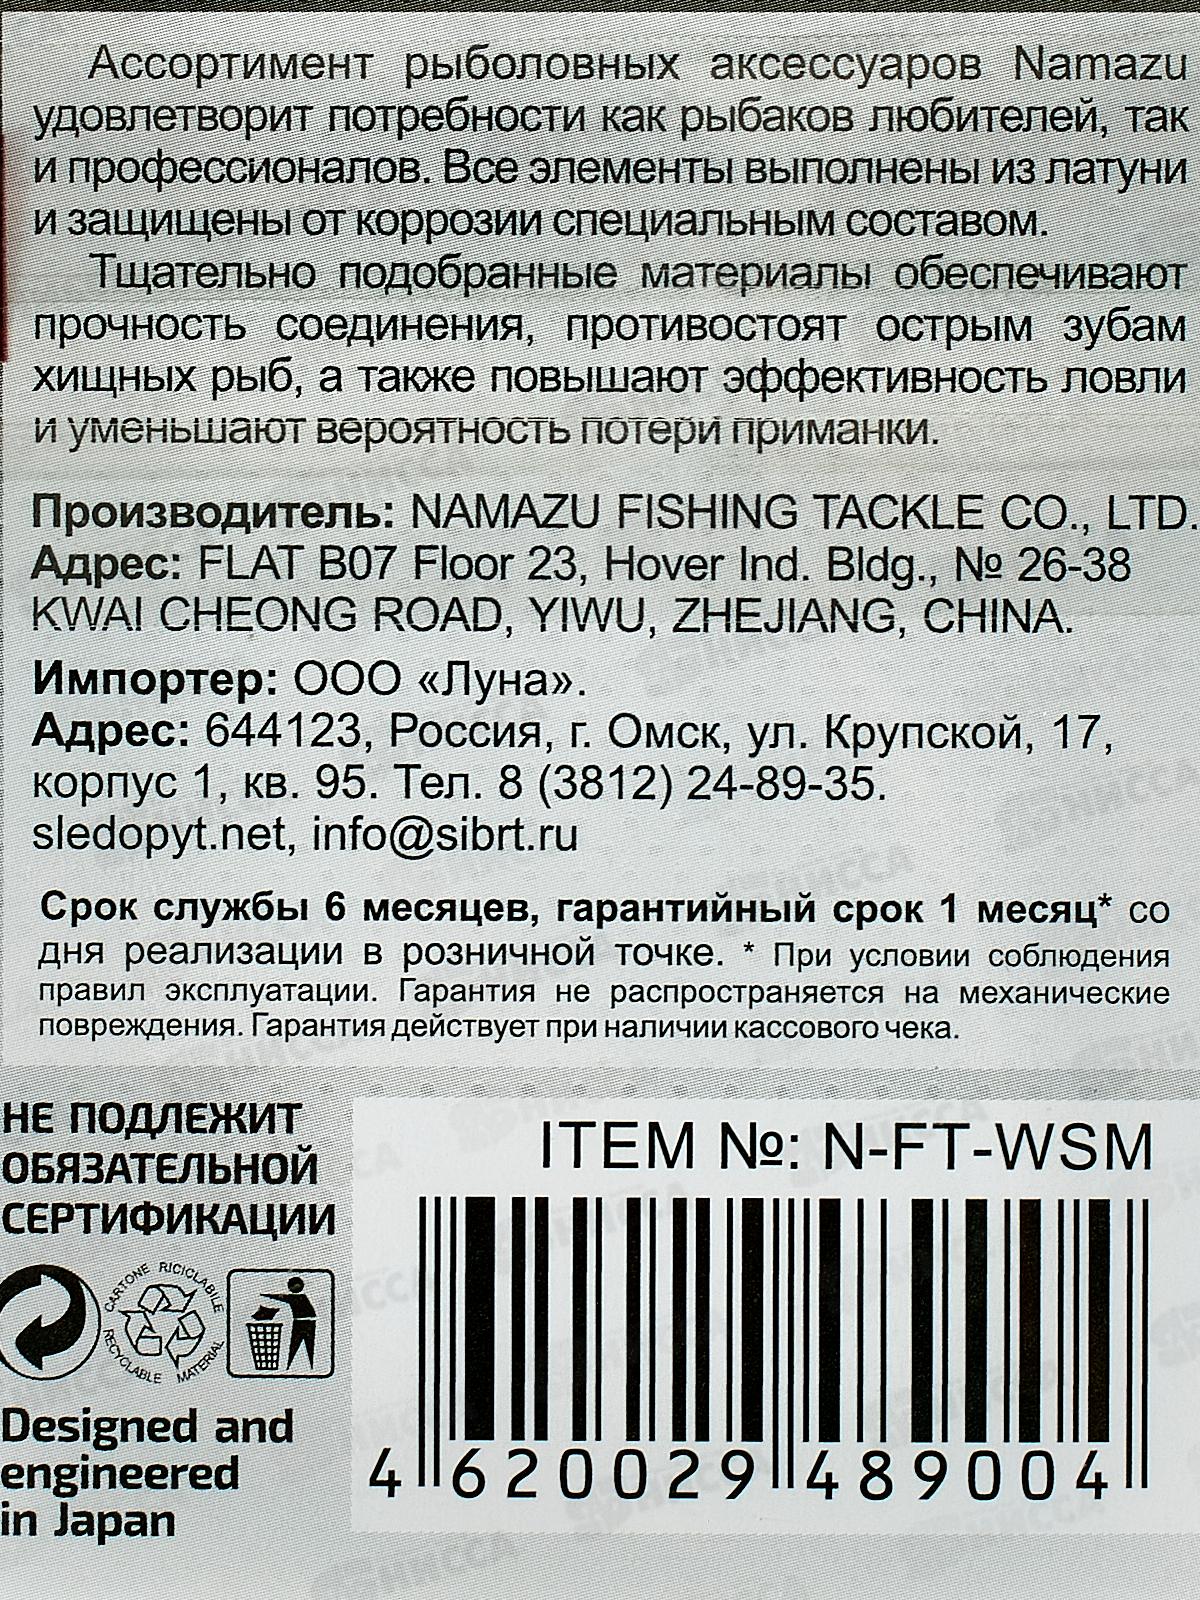 Ассортимент рыболовных аксессуаров Namazu
удовлетворит потребности как рыбаков любителей, так
и профессионалов. Все элементы выполнены из латуни
и защищены от коррозии специальным составом.
Тщательно подобранные материалы обеспечивают
прочность соединения, противостоят острым зубам
хищных рыб, а также повышают эффективность ловли
и уменьшают вероятность потери приманки.
Производитель: NAMAZU FISHING TACKLE CO., LTD.
Адрес: FLAT B07 Floor 23, Hover Ind. Bldg., № 26-38
KWAI CHEONG ROAD, YIWU, ZHEJIANG, CHINA.
Импортер: ООО «Луна».
Адрес: 644123, Россия, г. Омск, ул. Крупской, 17,
корпус 1, кв. 95. Тел. 8 (3812) 24-89-35.
sledopyt.net, info@sibrt.ru
Срок службы 6 месяцев, гарантийный срок 1 месяц* со
дня реализации в розничной точке. * При условии соблюдения
правил эксплуатации. Гарантия не распространяется на механические
повреждения. Гарантия действует при наличии кассового чека.
НЕ ПОДЛЕЖИТ
ОБЯЗАТЕЛЬНОЙ
СЕРТИФИКАЦИИ
CARTONE RICICLABILE
RECYCLABLE MATERIAL
Designed and
engineered
in Japan
ITEM №: N-FT-WSM
4 620029 489004